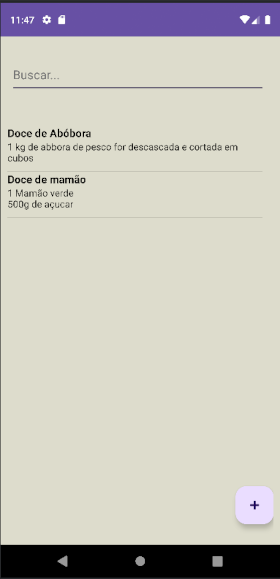 11:47
Buscar...
Doce de Abóbora
1 kg de abbora de pesco for descascada e cortada em
cubos
Doce de mamão
1 Mamão verde
500g de açucar
+